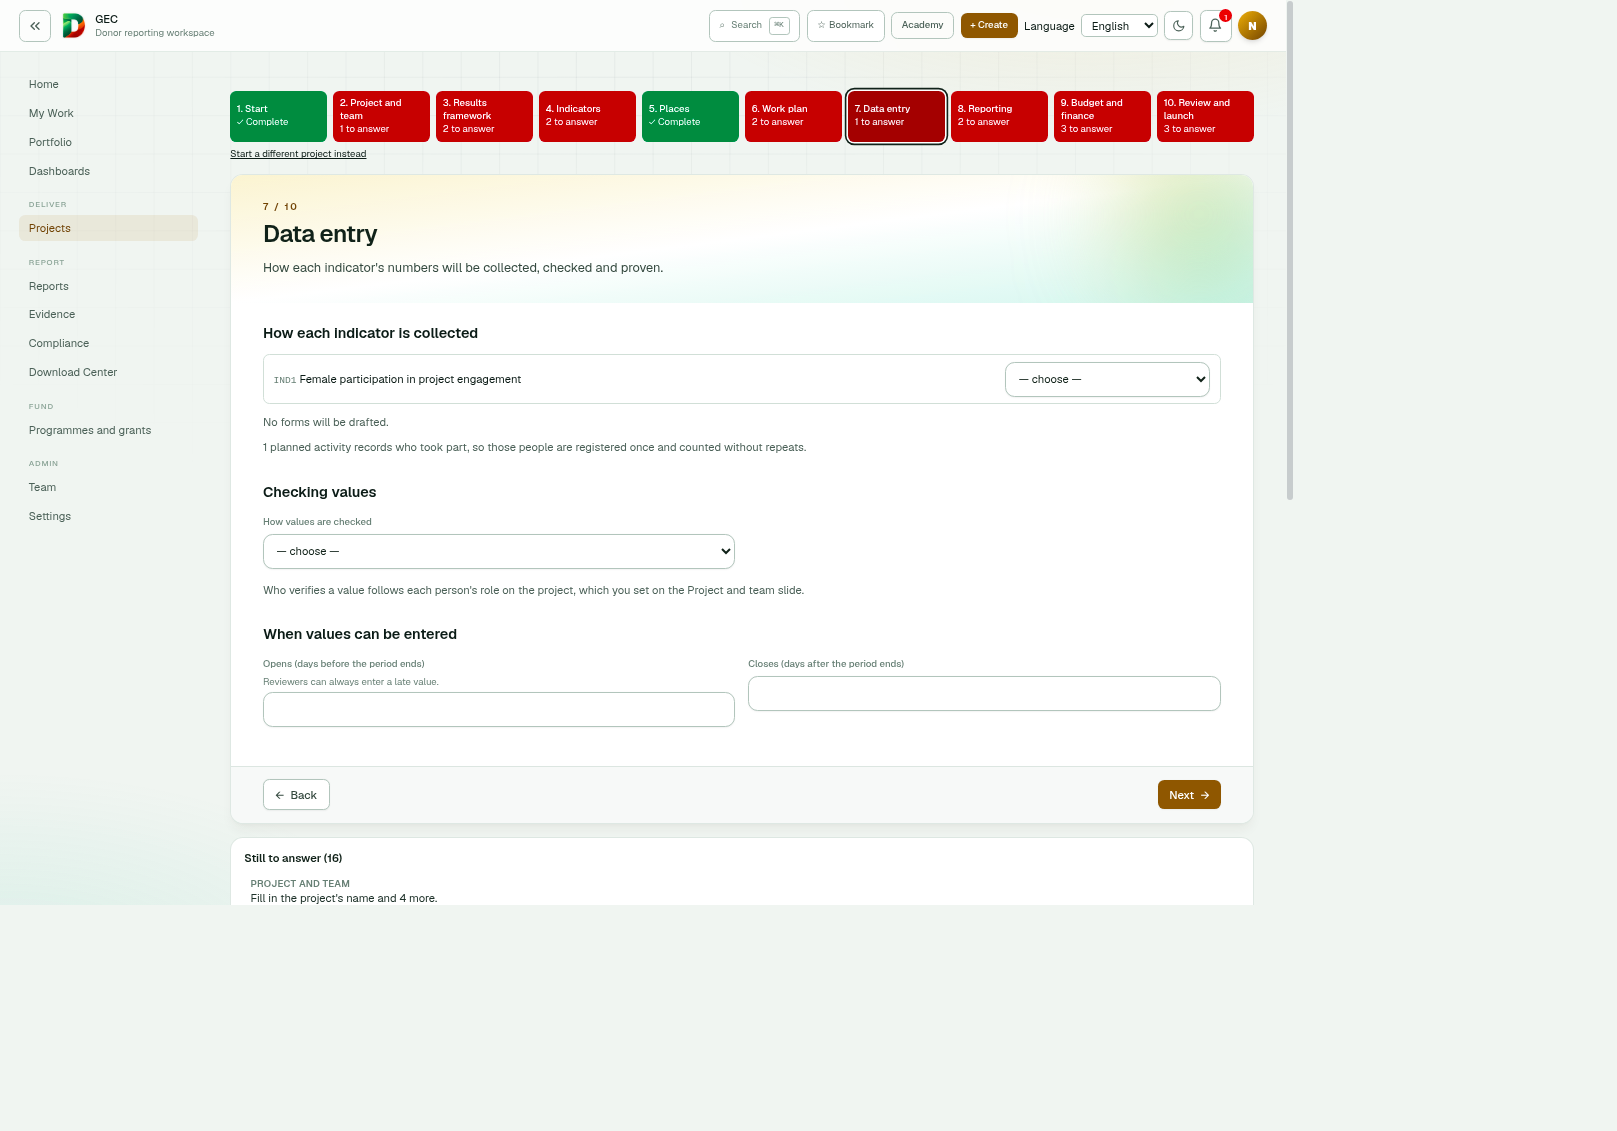 GEC
Donor reporting workspace
Search ⌘K
☆ Bookmark
Academy
+ Create
Language
English
1
N
Home
My Work
Portfolio
Dashboards
DELIVER
Projects
REPORT
Reports
Evidence
Compliance
Download Center
FUND
Programmes and grants
ADMIN
Team
Settings
1. Start
✓ Complete
2. Project and
team
1 to answer
3. Results
framework
2 to answer
4. Indicators
2 to answer
5. Places
✓ Complete
6. Work plan
2 to answer
7. Data entry
1 to answer
8. Reporting
2 to answer
9. Budget and
finance
3 to answer
10. Review and
launch
3 to answer
Start a different project instead
7 / 10
Data entry
How each indicator's numbers will be collected, checked and proven.
How each indicator is collected
IND1 Female participation in project engagement
— choose —
No forms will be drafted.
1 planned activity records who took part, so those people are registered once and counted without repeats.
Checking values
How values are checked
— choose —
Who verifies a value follows each person's role on the project, which you set on the Project and team slide.
When values can be entered
Opens (days before the period ends)
Reviewers can always enter a late value.
Closes (days after the period ends)
← Back
Next →
Still to answer (16)
PROJECT AND TEAM
Fill in the project's name and 4 more.